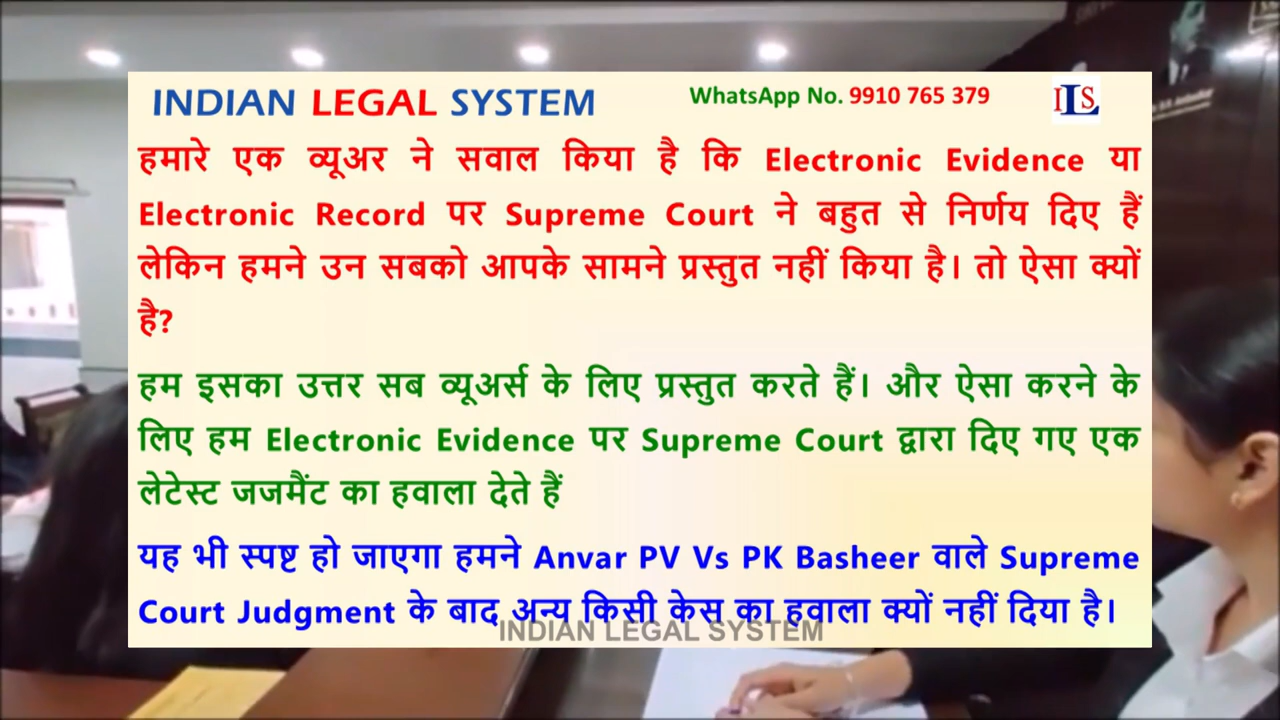 INDIAN LEGAL SYSTEM
WhatsApp No. 9910 765 379
ILS
हमारे एक व्यूअर ने सवाल किया है कि Electronic Evidence या
Electronic Record पर Supreme Court ने बहुत से निर्णय दिए हैं
लेकिन हमने उन सबको आपके सामने प्रस्तुत नहीं किया है। तो ऐसा क्यों
है?
हम इसका उत्तर सब व्यूअर्स के लिए प्रस्तुत करते हैं। और ऐसा करने के
लिए हम Electronic Evidence पर Supreme Court द्वारा दिए गए एक
लेटेस्ट जजमैंट का हवाला देते हैं
यह भी स्पष्ट हो जाएगा हमने Anvar PV Vs PK Basheer वाले Supreme
Court Judgment के बाद अन्य किसी केस का हवाला क्यों नहीं दिया है।
INDIAN LEGAL SYSTEM